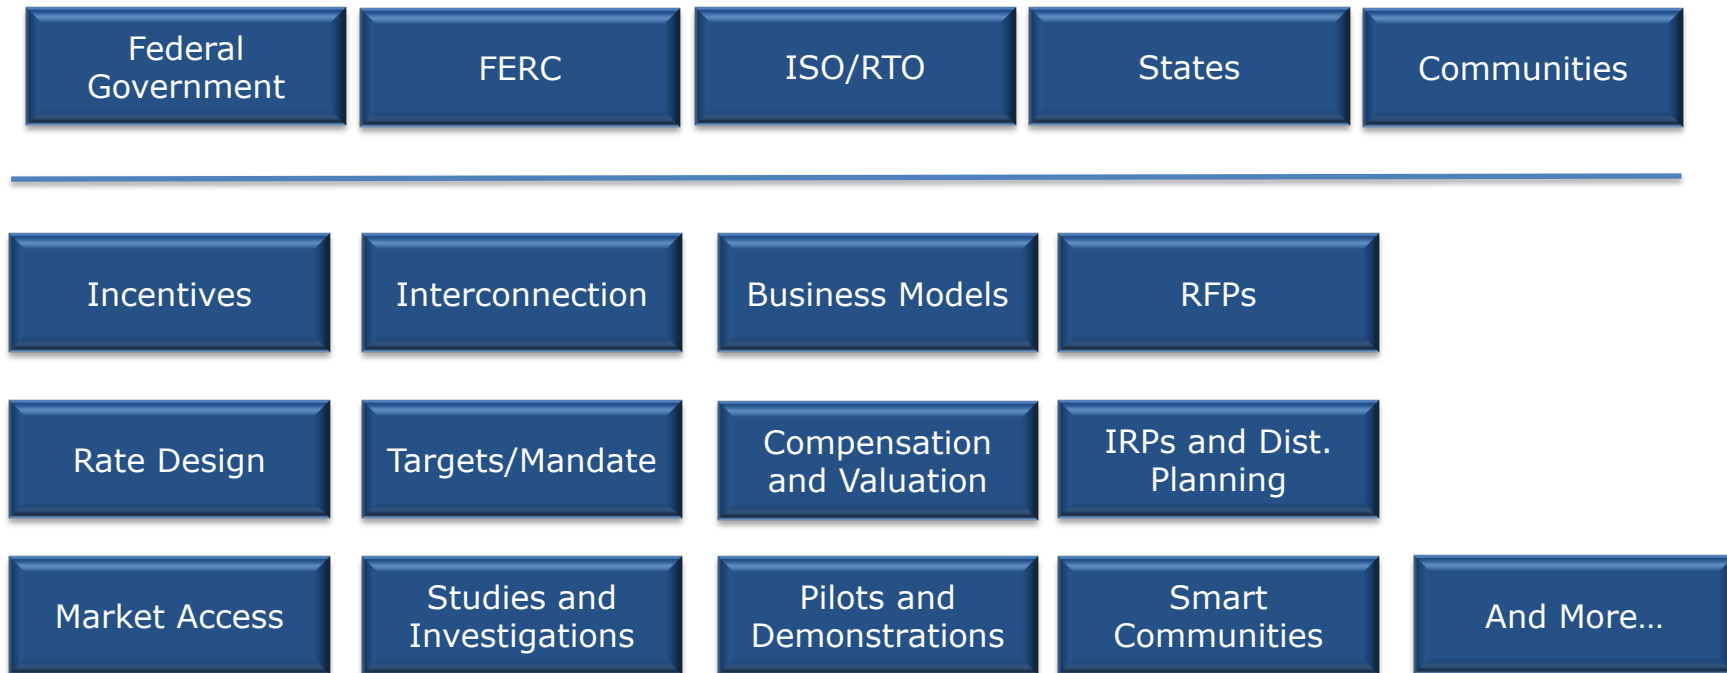 Federal
Government
FERC
ISO/RTO
States
Communities
Incentives
Interconnection
Business Models
RFPs
Rate Design
Targets/Mandate
Compensation
and Valuation
IRPs and Dist.
Planning
Market Access
Studies and
Investigations
Pilots and
Demonstrations
Smart
Communities
And More…